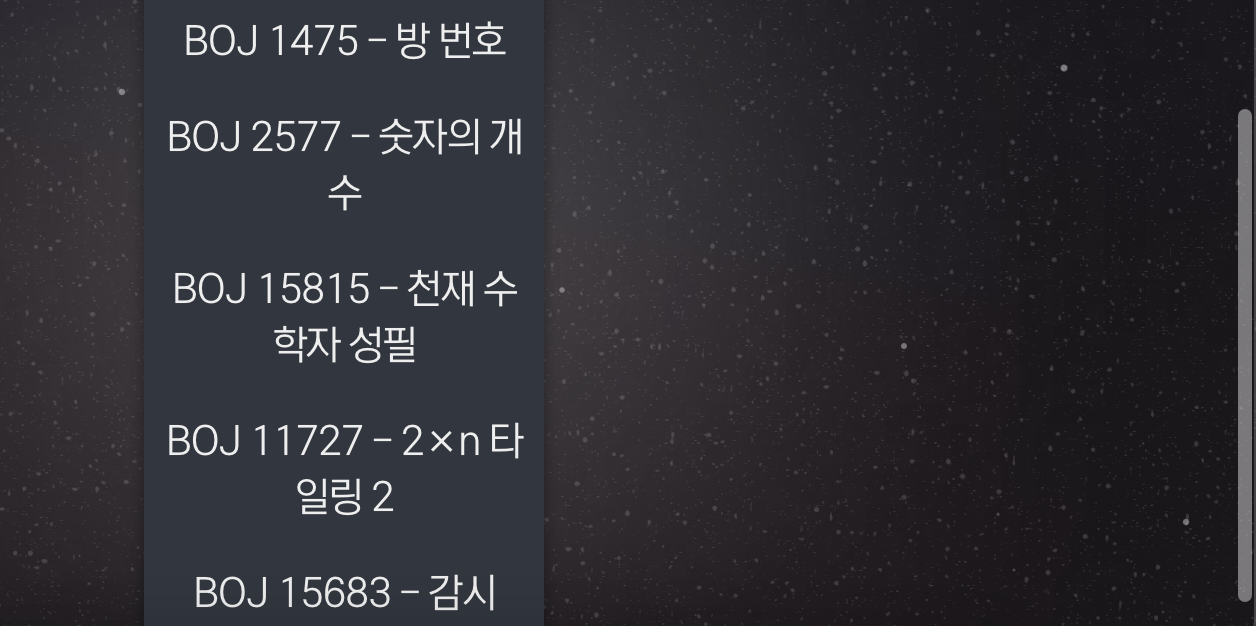 BOJ 1475 – 방 번호
BOJ 2577 – 숫자의 개
수
BOJ 15815 – 천재 수
학자 성필
BOJ 11727 – 2×n 타
일링 2
BOJ 15683 – 감시